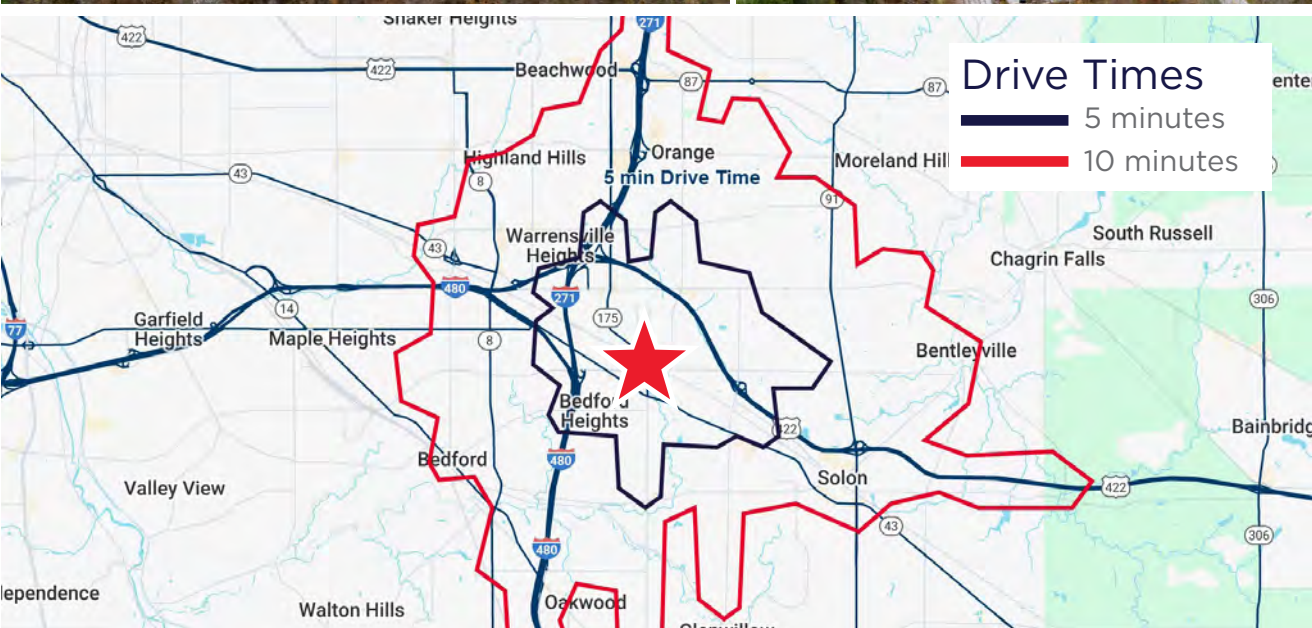 Shaker Heights
271
422
422
Beachwood
87
87
Drive Times
5 minutes
10 minutes
Highland Hills
Orange
Moreland Hill
43
8
5 min Drive Time
91
Warrensville
Heights
43
South Russell
Chagrin Falls
480
271
14
175
306
77
Garfield
Heights
Maple Heights
8
Bentleyville
Bedford
Heights
422
Bainbridg
Bedford
480
Solon
Valley View
422
43
306
480
ependence
Walton Hills
Oakwood